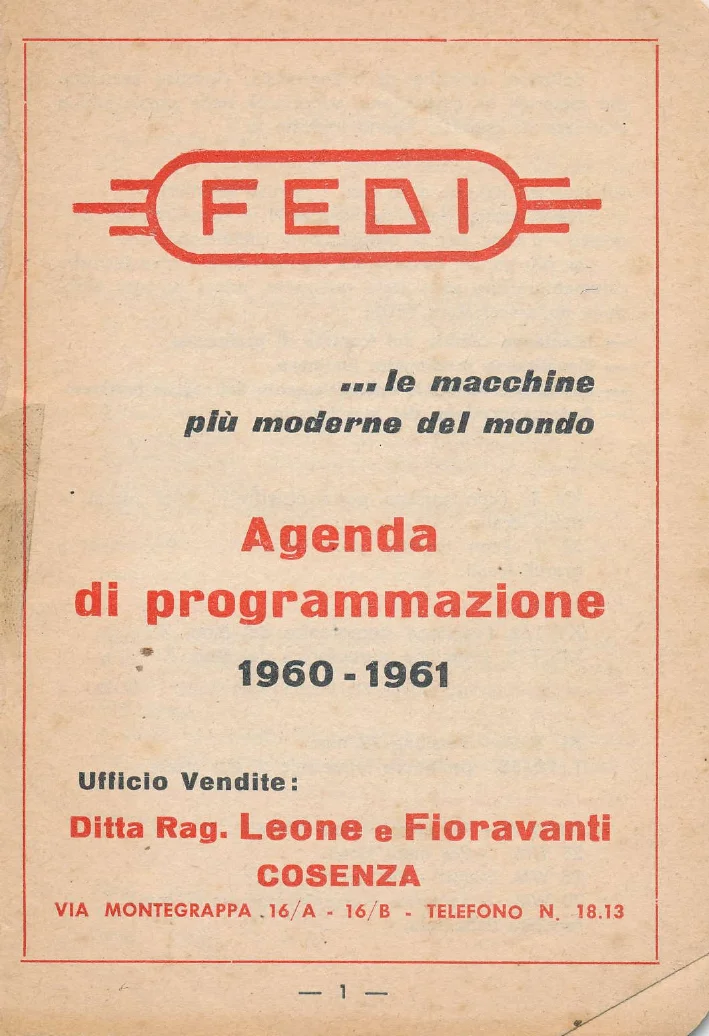 FEDI
...le macchine
più moderne del mondo
Agenda
di programmazione
1960-1961
Ufficio Vendite:
Ditta Rag. Leone e Fioravanti
COSENZA
VIA MONTEGRAPPA 16/A - 16/B - TELEFONO N. 18.13
— 1 —